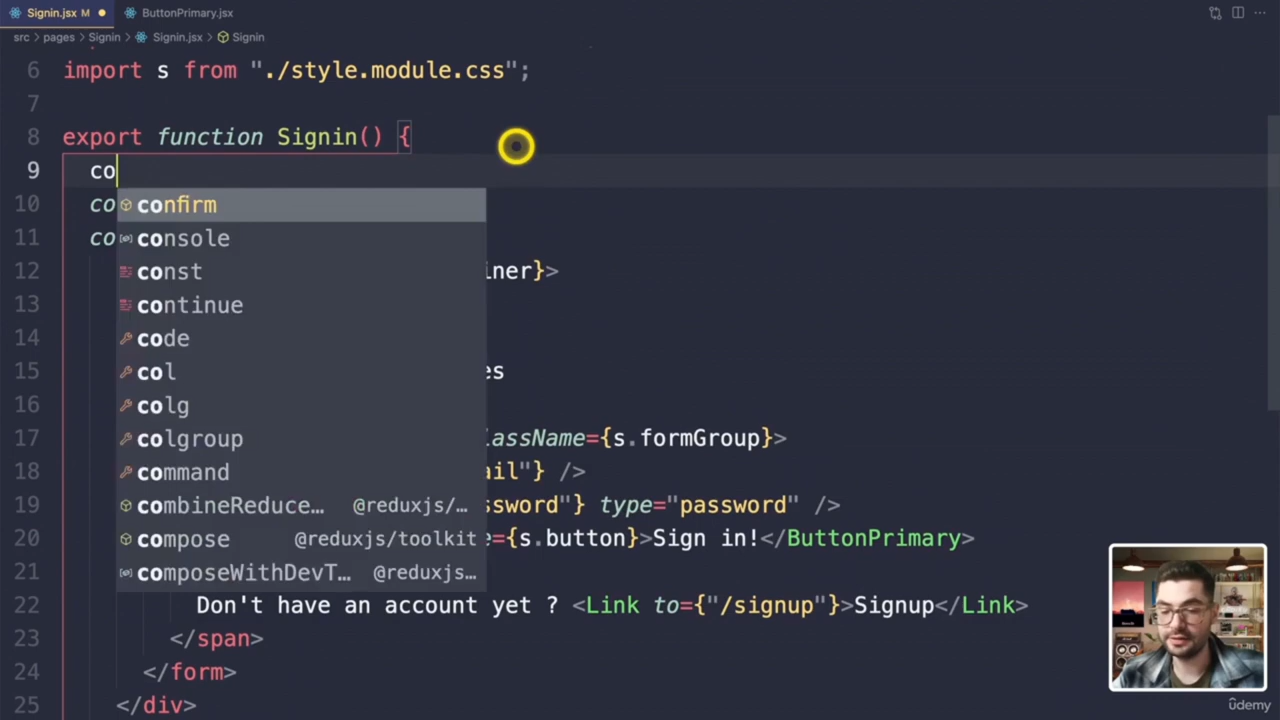 Signin.jsx M ButtonPrimary.jsx
src > pages > Signin > Signin.jsx > Signin
6 import s from "./style.module.css";
7
8 export function Signin() {
9 co
10 co
11 co
confirm
console
const
continue
code
col
colg
colgroup
command
combineReduce… @reduxjs/…
compose @reduxjs/toolkit
composeWithDevT… @reduxjs…
12 iner}>
13
14
15 es
16
17 lassName={s.formGroup}>
18 ail"} />
19 ssword"} type="password" />
20 e={s.button}>Sign in!</ButtonPrimary>
21
22 Don't have an account yet ? <Link to={"/signup"}>Signup</Link>
23 </span>
24 </form>
25 </div>
ûdemy